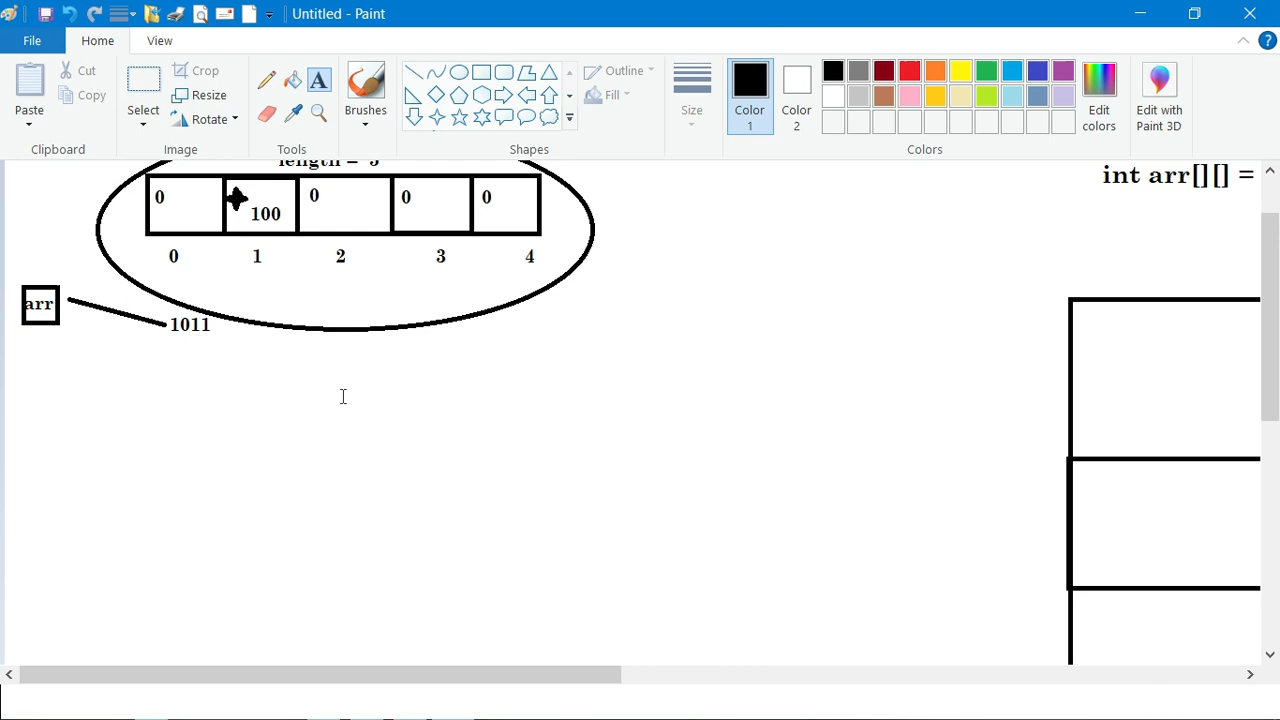 Untitled - Paint
File
Home
View
Paste
Cut
Copy
Clipboard
Select
Crop
Resize
Rotate
Image
A
Tools
Brushes
Shapes
Outline
Fill
Size
Color 1
Color 2
Edit colors
Edit with Paint 3D
Colors
?
length = 5
int arr[][] =
0
100
0
0
0
0 1 2 3 4
arr
1011